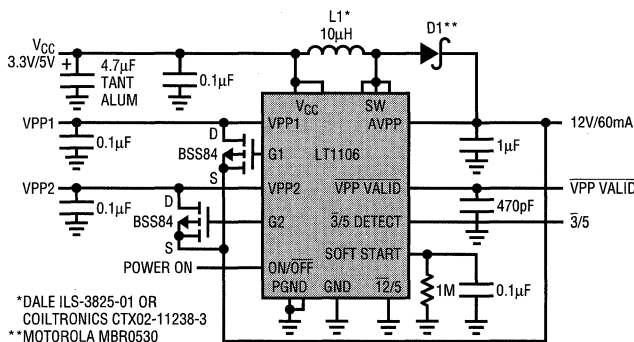 L1*
10µH
D1**
VCC
3.3V/5V
+
4.7µF
TANT
ALUM
0.1µF
VCC
SW
VPP1
VPP1
AVPP
12V/60mA
0.1µF
D
BSS84
S
G1
LT1106
1µF
VPP2
VPP2
VPP VALID
VPP VALID
0.1µF
D
BSS84
S
G2
470pF
3/5 DETECT
3/5
SOFT START
POWER ON
ON/OFF
1M
0.1µF
PGND
GND
12/5
*DALE ILS-3825-01 OR
COILTRONICS CTX02-11238-3
**MOTOROLA MBR0530